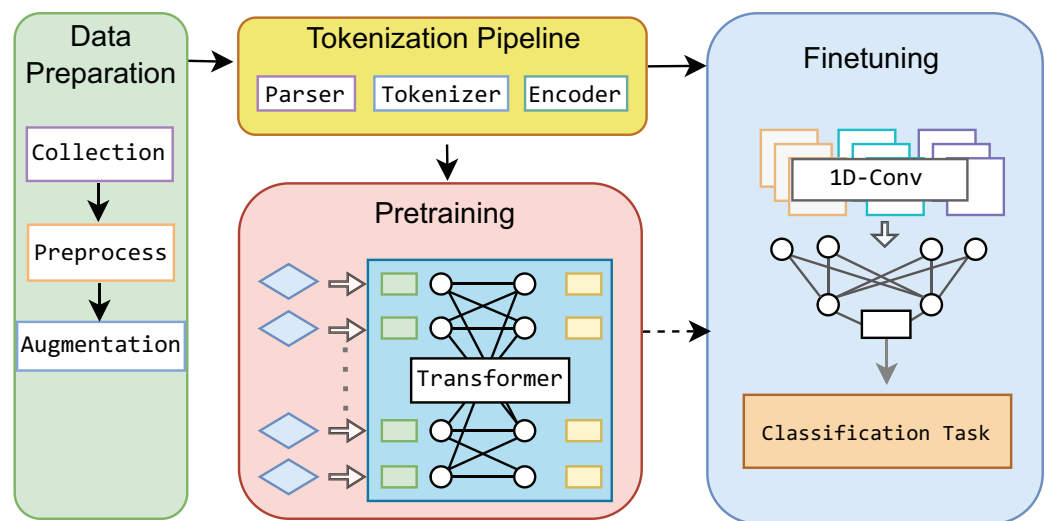 Data
Preparation
Collection
Preprocess
Augmentation
Tokenization Pipeline
Parser
Tokenizer
Encoder
Pretraining
Transformer
Finetuning
1D-Conv
Classification Task